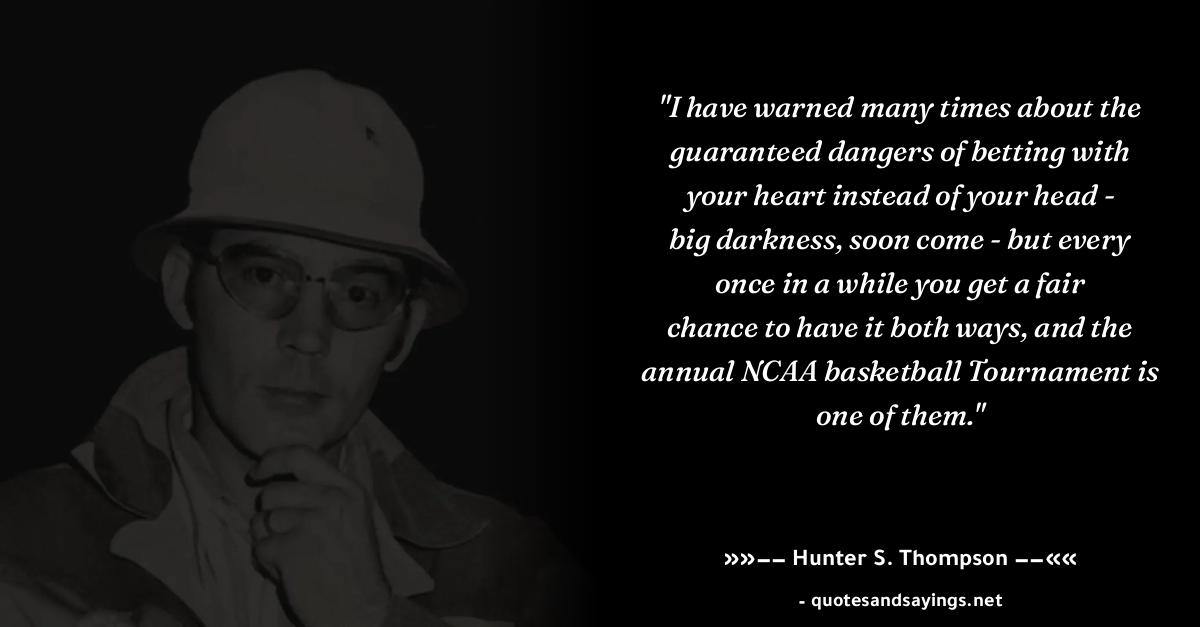 "I have warned many times about the
guaranteed dangers of betting with
your heart instead of your head -
big darkness, soon come - but every
once in a while you get a fair
chance to have it both ways, and the
annual NCAA basketball Tournament is
one of them."
»»−− Hunter S. Thompson −−««
- quotesandsayings.net